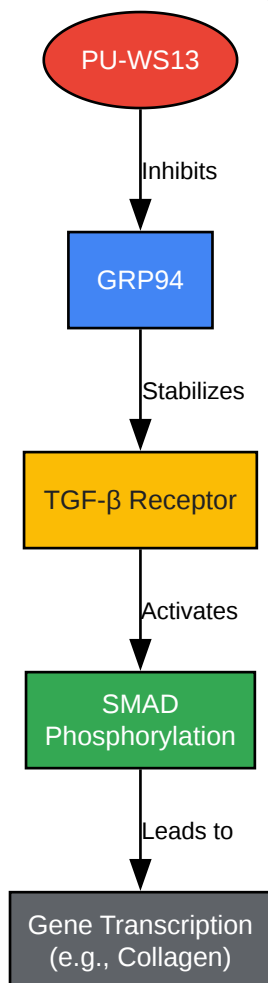 PU-WS13
Inhibits
GRP94
Stabilizes
TGF-β Receptor
Activates
SMAD
Phosphorylation
Leads to
Gene Transcription
(e.g., Collagen)